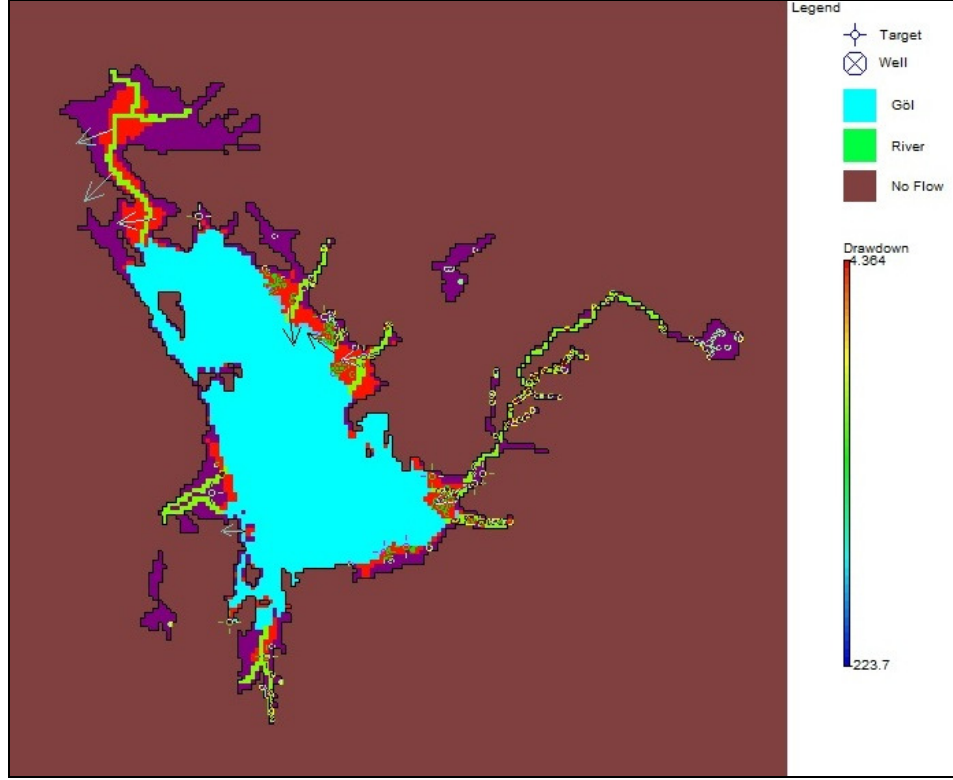 Legend
Target
Well
Göl
River
No Flow
Drawdown
4.364
-223.7